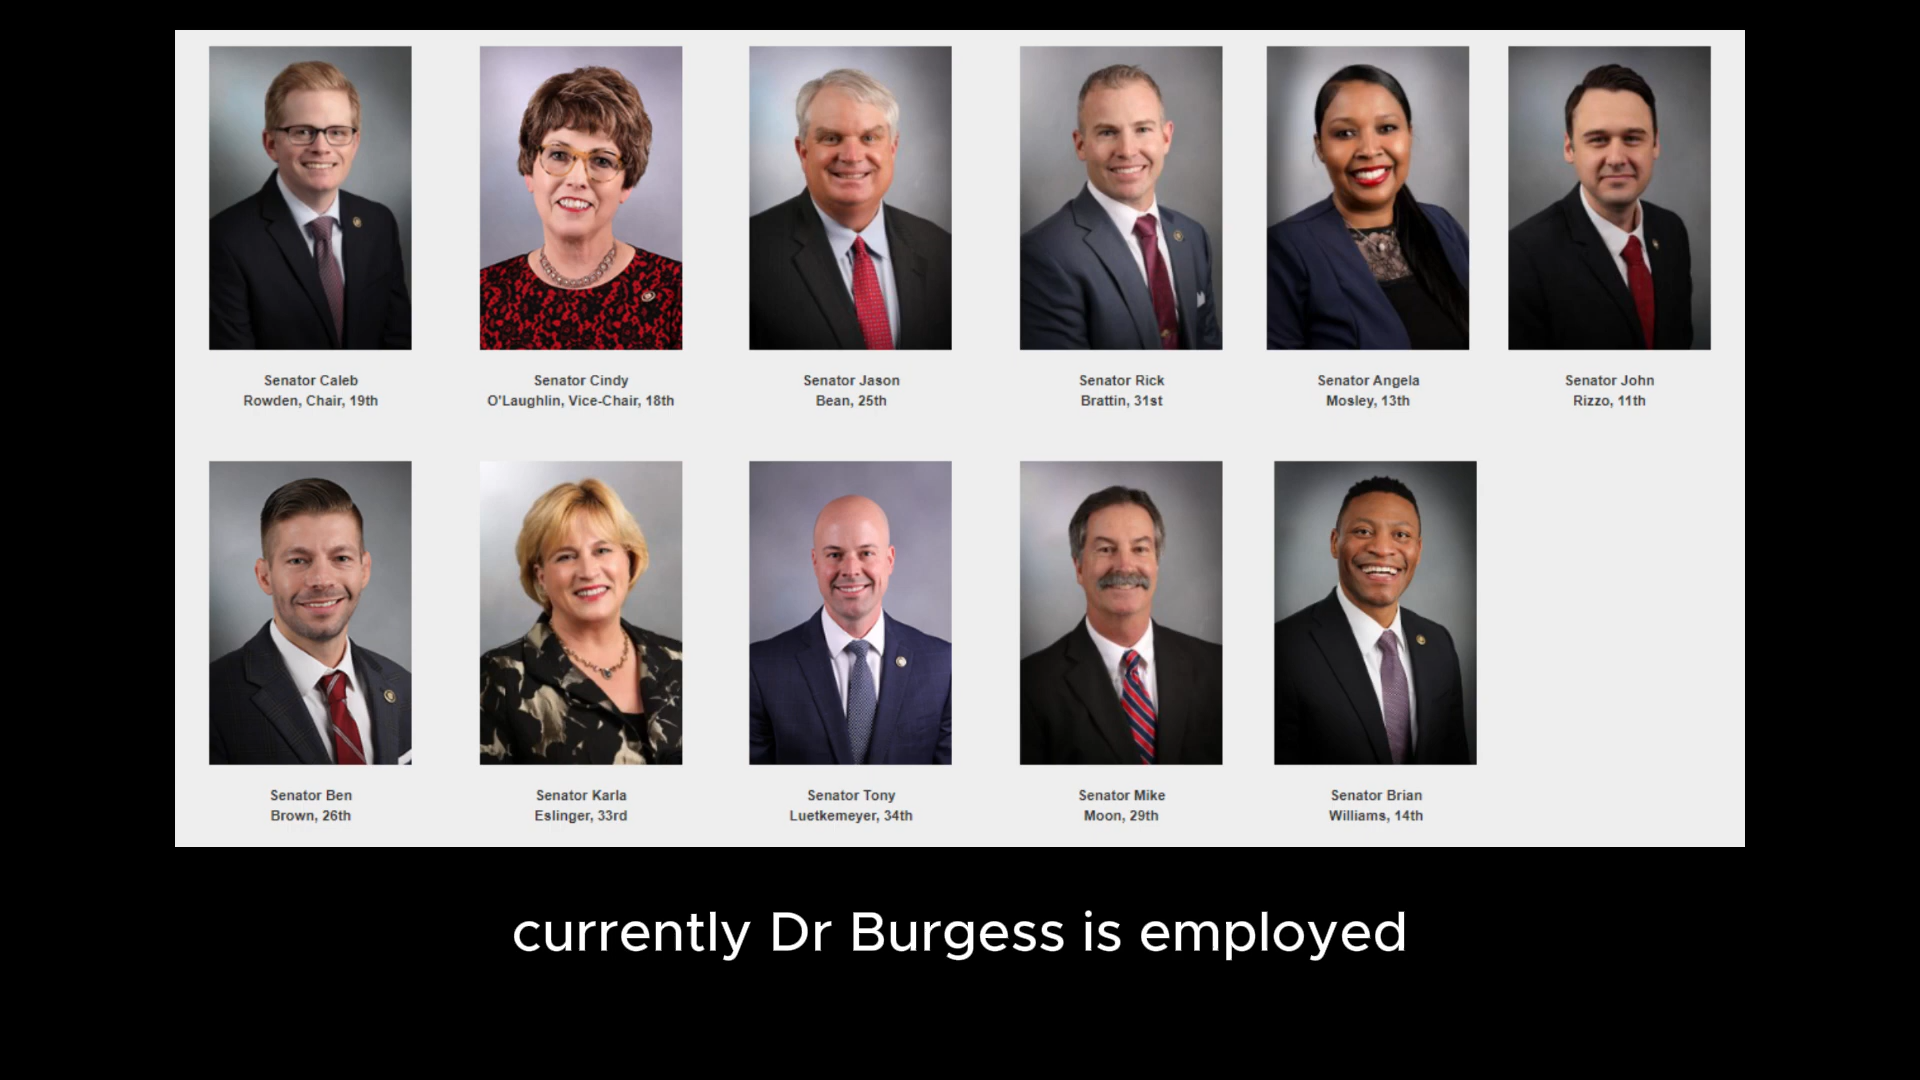 Senator Caleb
Rowden, Chair, 19th
Senator Cindy
O'Laughlin, Vice-Chair, 18th
Senator Jason
Bean, 25th
Senator Rick
Brattin, 31st
Senator Angela
Mosley, 13th
Senator John
Rizzo, 11th
Senator Ben
Brown, 26th
Senator Karla
Eslinger, 33rd
Senator Tony
Luetkemeyer, 34th
Senator Mike
Moon, 29th
Senator Brian
Williams, 14th
currently Dr Burgess is employed